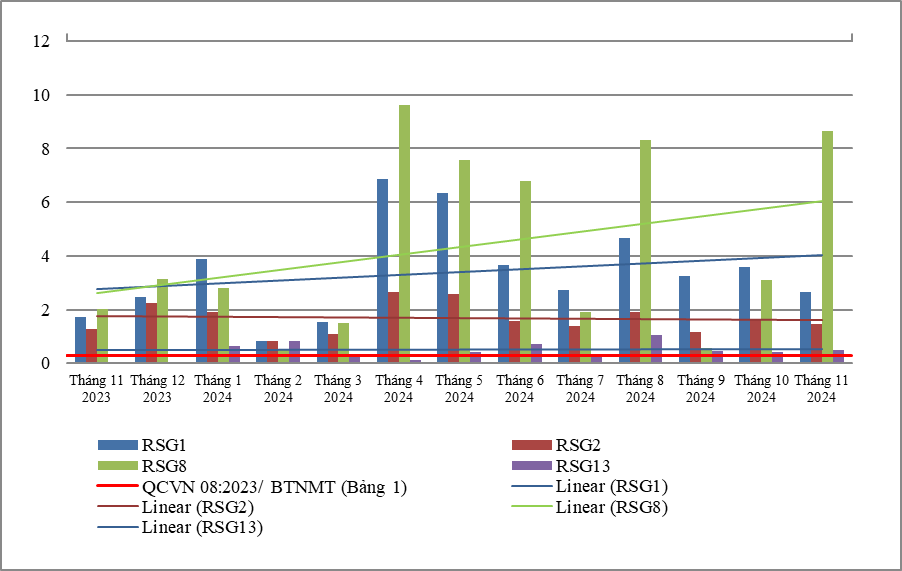 12
10
8
6
4
2
0
Tháng 11 2023
Tháng 12 2023
Tháng 1 2024
Tháng 2 2024
Tháng 3 2024
Tháng 4 2024
Tháng 5 2024
Tháng 6 2024
Tháng 7 2024
Tháng 8 2024
Tháng 9 2024
Tháng 10 2024
Tháng 11 2024
RSG1
RSG2
RSG8
RSG13
QCVN 08:2023/ BTNMT (Bảng 1)
Linear (RSG1)
Linear (RSG2)
Linear (RSG8)
Linear (RSG13)